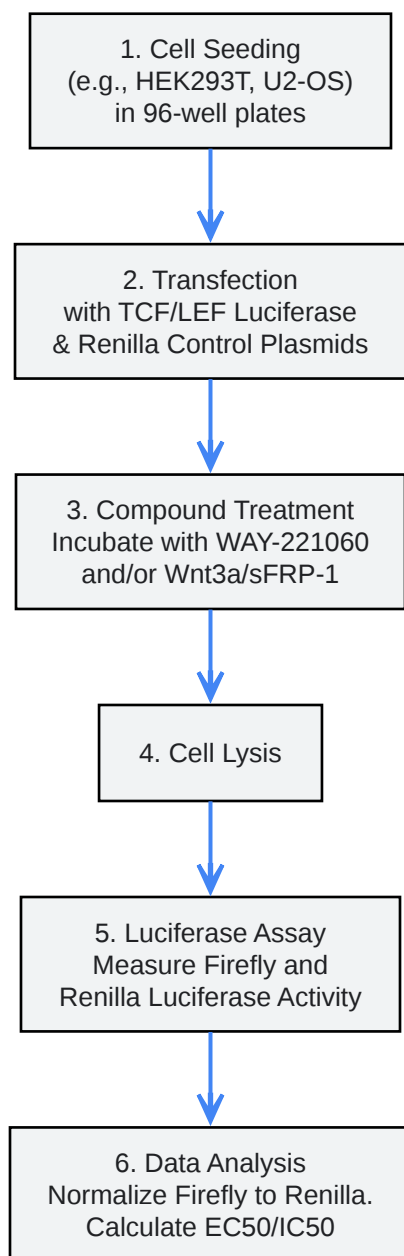 1. Cell Seeding
(e.g., HEK293T, U2-OS)
in 96-well plates
2. Transfection
with TCF/LEF Luciferase
& Renilla Control Plasmids
3. Compound Treatment
Incubate with WAY-221060
and/or Wnt3a/sFRP-1
4. Cell Lysis
5. Luciferase Assay
Measure Firefly and
Renilla Luciferase Activity
6. Data Analysis
Normalize Firefly to Renilla.
Calculate EC50/IC50